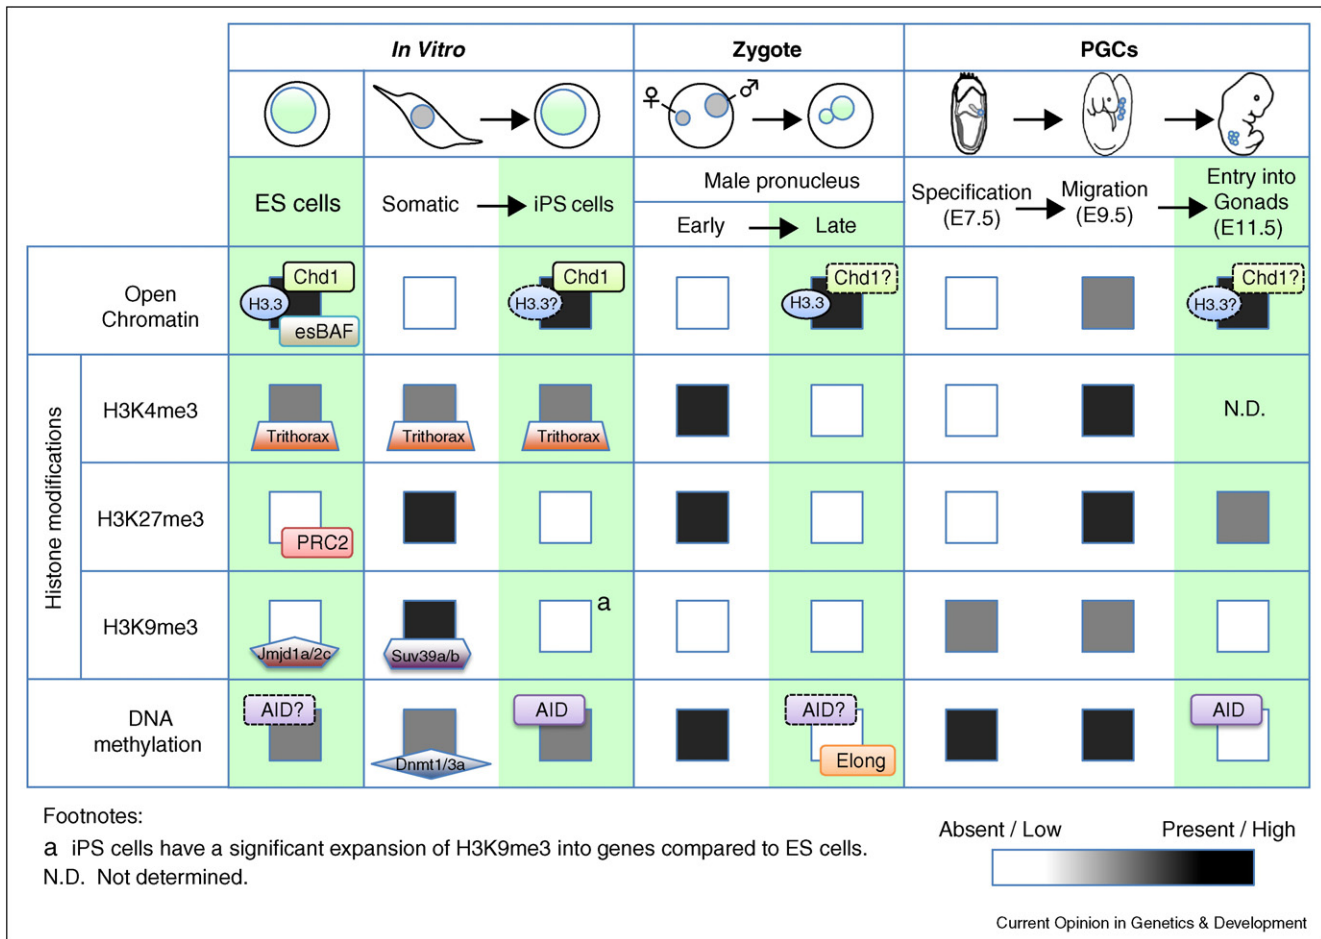 In Vitro
Zygote
PGCs
♀
♂
ES cells
Somatic
iPS cells
Male pronucleus
Early
Late
Specification
(E7.5)
Migration
(E9.5)
Entry into
Gonads
(E11.5)
Open
Chromatin
Chd1
H3.3
esBAF
Chd1
H3.3?
Chd1?
H3.3
Chd1?
H3.3?
Histone modifications
H3K4me3
Trithorax
Trithorax
Trithorax
N.D.
H3K27me3
PRC2
H3K9me3
Jmjd1a/2c
Suv39a/b
a
DNA
methylation
AID?
Dnmt1/3a
AID
AID?
Elong
AID
Footnotes:
a iPS cells have a significant expansion of H3K9me3 into genes compared to ES cells.
N.D. Not determined.
Absent / Low
Present / High
Current Opinion in Genetics & Development